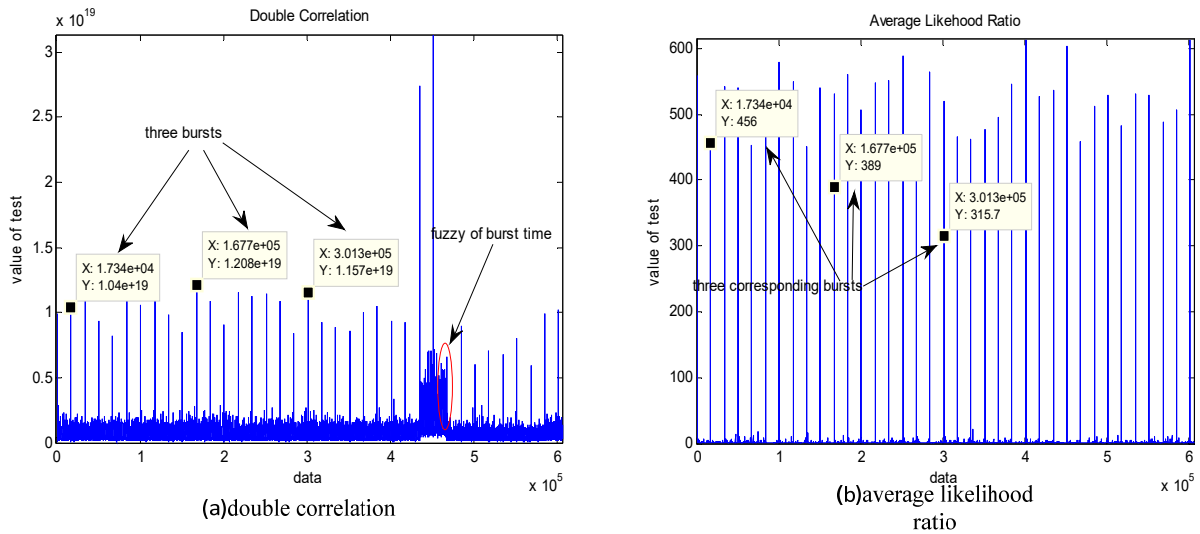 Double Correlation
x 10^19
3
2.5
2
1.5
1
0.5
0
value of test
three bursts
X: 1.734e+04
Y: 1.04e+19
X: 1.677e+05
Y: 1.208e+19
X: 3.013e+05
Y: 1.157e+19
fuzzy of burst time
0 1 2 3 4 5 6
data
x 10^5
(a)double correlation
Average Likehood Ratio
600
500
400
300
200
100
0
value of test
X: 1.734e+04
Y: 456
X: 1.677e+05
Y: 389
X: 3.013e+05
Y: 315.7
three corresponding bursts
0 1 2 3 4 5 6
data
x 10^5
(b)average likelihood
ratio